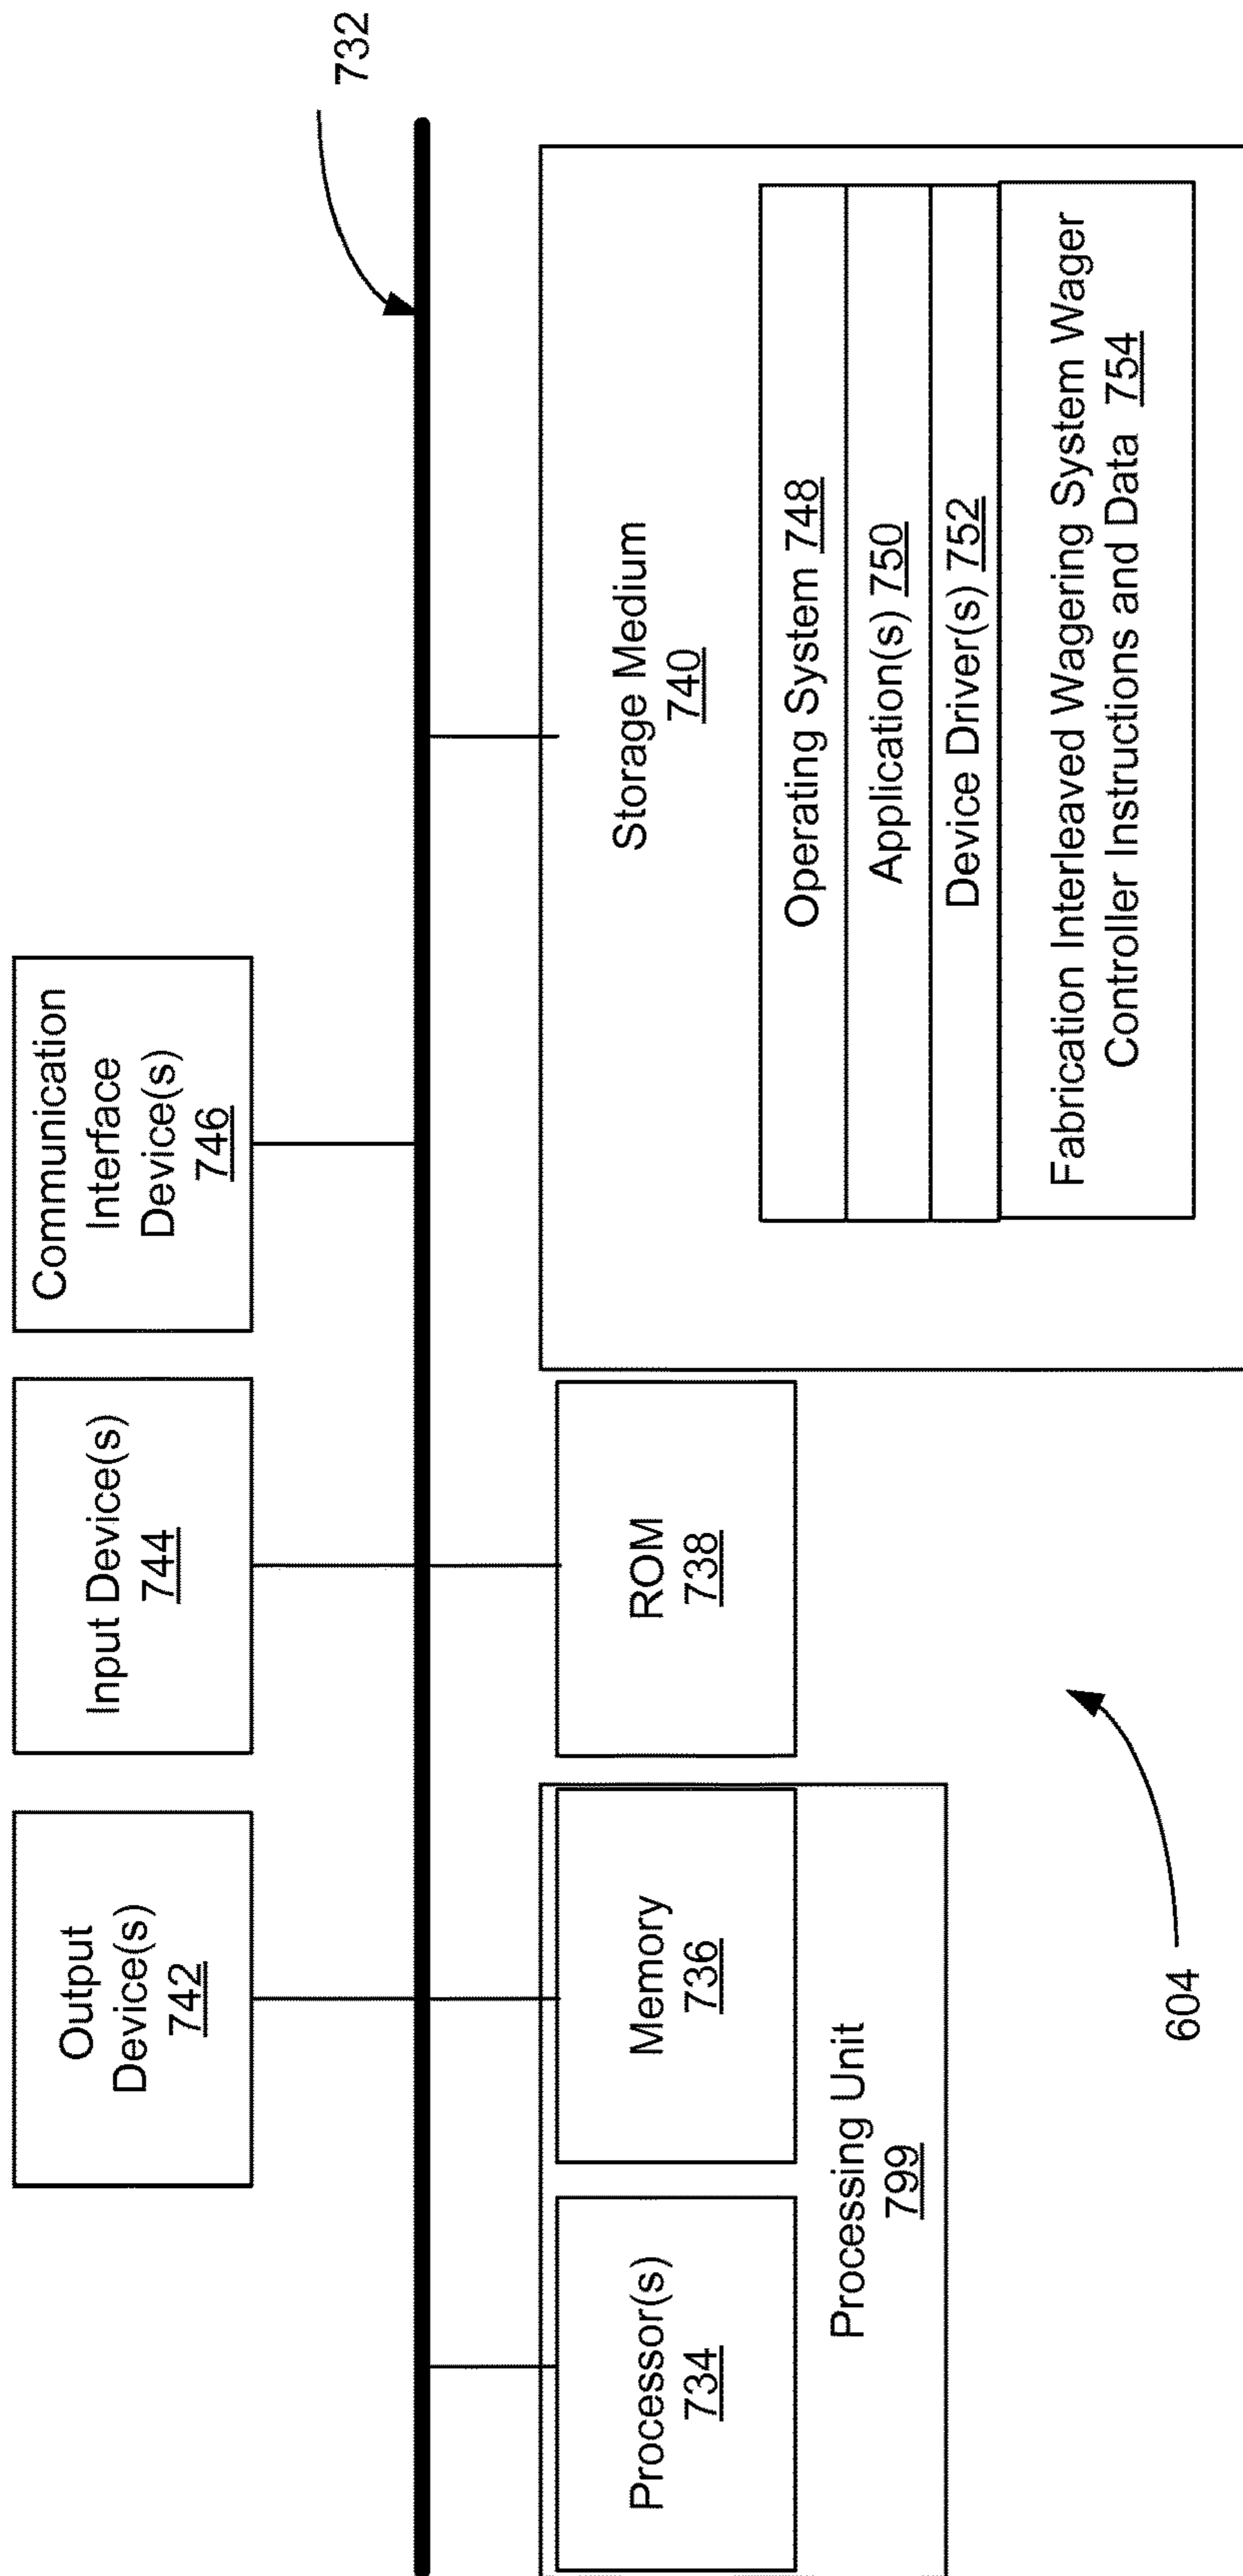 732
Output
Device(s)
742
Input Device(s)
744
Communication
Interface
Device(s)
746
Processor(s)
734
Memory
736
Processing Unit
799
ROM
738
Storage Medium
740
Operating System 748
Application(s) 750
Device Driver(s) 752
Fabrication Interleaved Wagering System Wager
Controller Instructions and Data 754
604